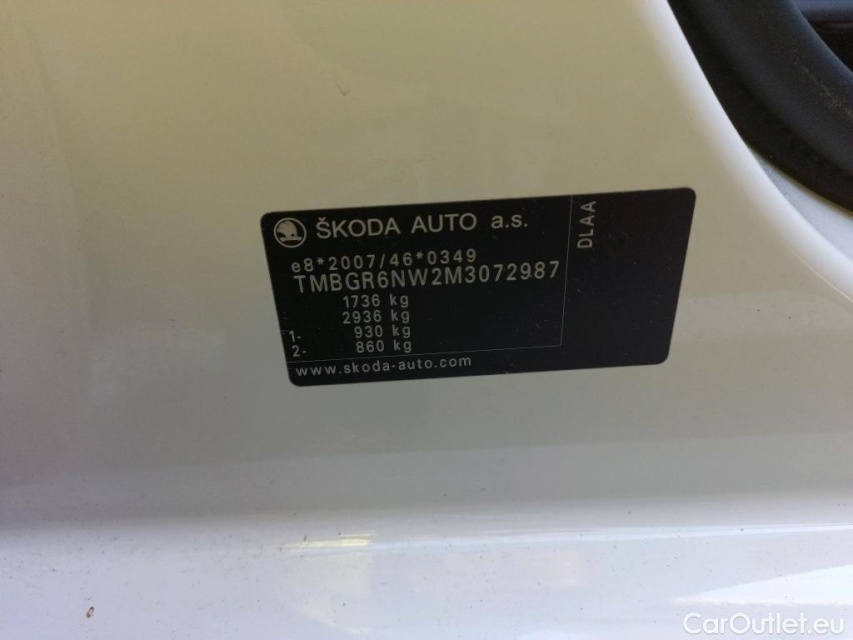 ŠKODA AUTO a.s.
DLAA
e8*2007/46*0349
TMBGR6NW2M3072987
1736 kg
2936 kg
1- 930 kg
2- 860 kg
www.skoda-auto.com
CarOutlet.eu